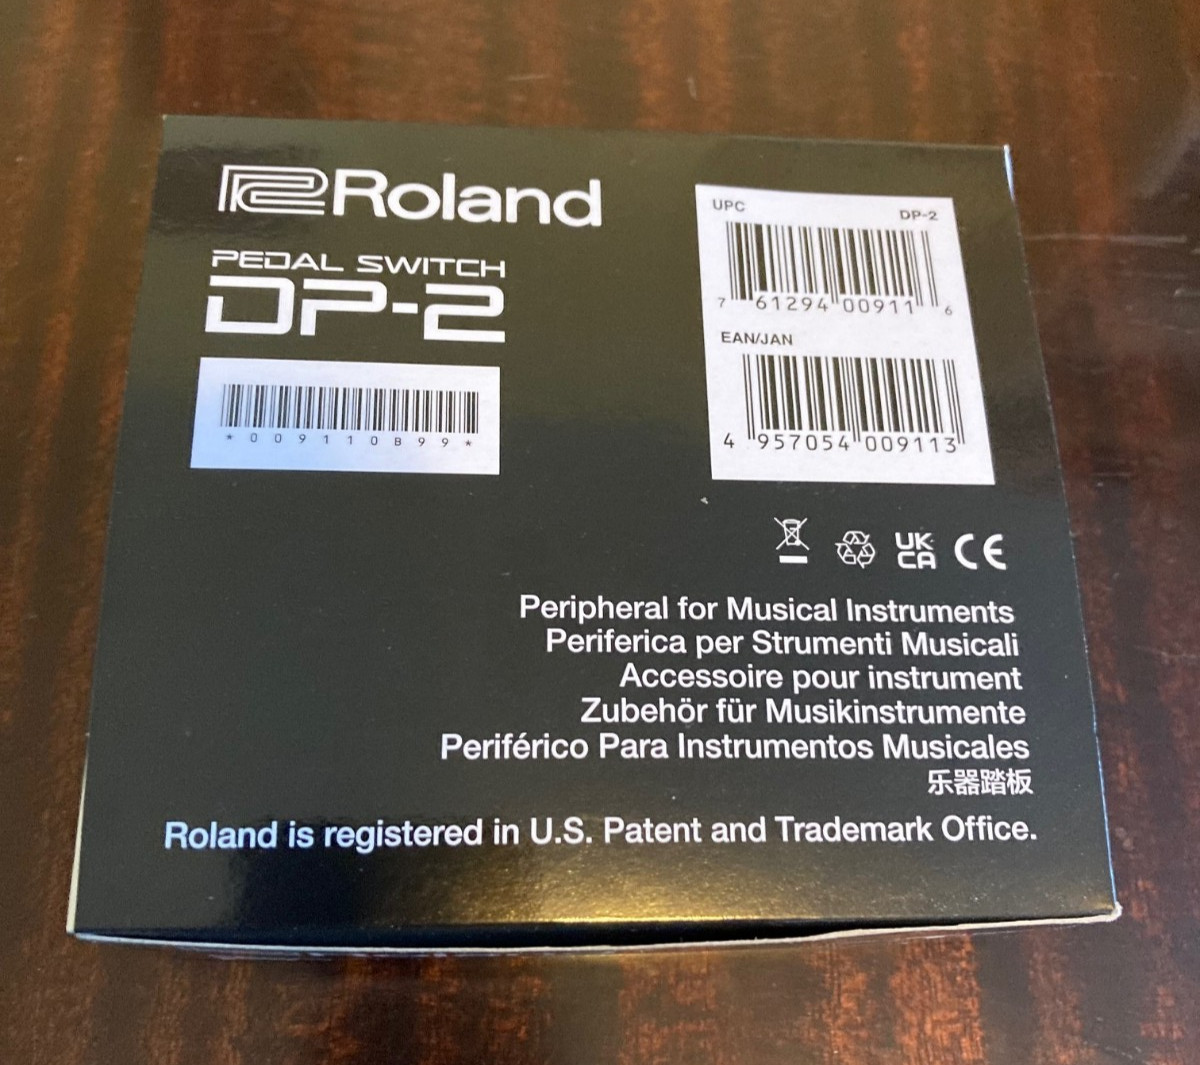 Roland
PEDAL SWITCH
DP-2
*009110B99*
UPC DP-2
7 61294 00911 6
EAN/JAN
4 957054 009113
UK
CA
CE
Peripheral for Musical Instruments
Periferica per Strumenti Musicali
Accessoire pour instrument
Zubehör für Musikinstrumente
Periférico Para Instrumentos Musicales
乐器踏板
Roland is registered in U.S. Patent and Trademark Office.